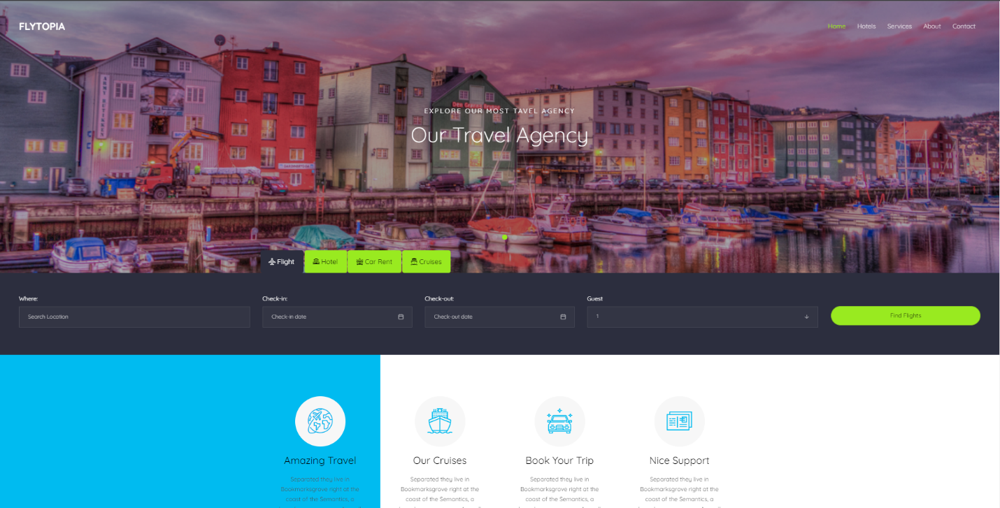 FLYTOPIA
Home Hotels Services About Contact
EXPLORE OUR MOST TAVEL AGENCY
Our Travel Agency
Flight Hotel Car Rent Cruises
Where: Check-in: Check-out: Guest
Search Location Check-in date Check-out date 1
Find Flights
Amazing Travel
Separated they live in
Bookmarksgrove right at the
coast of the Semantics, a
Our Cruises
Separated they live in
Bookmarksgrove right at the
coast of the Semantics, a
Book Your Trip
Separated they live in
Bookmarksgrove right at the
coast of the Semantics, a
Nice Support
Separated they live in
Bookmarksgrove right at the
coast of the Semantics, a